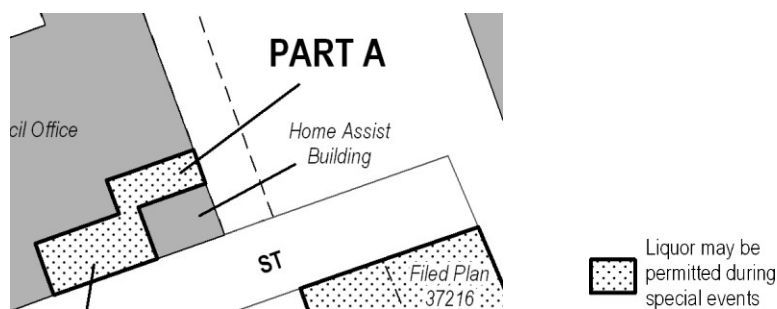 PART A
cil Office
Home Assist
Building
ST
Filed Plan
37216
Liquor may be
permitted during
special events